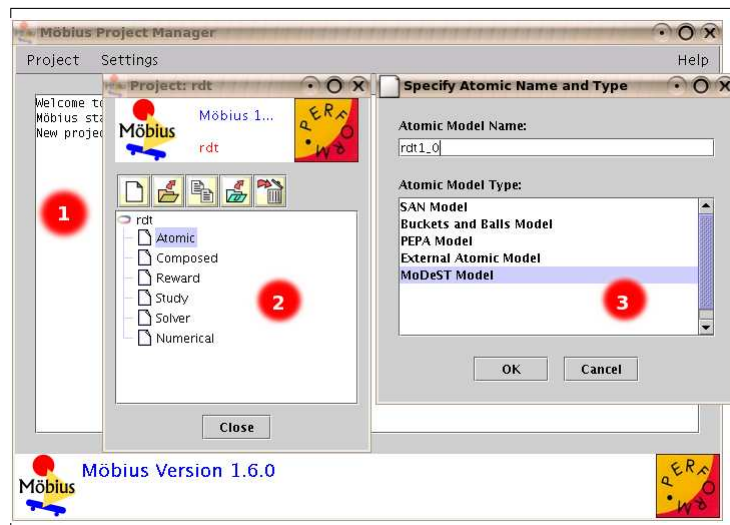 Möbius Project Manager
Project Settings Help
Welcome to
Möbius sta
New projec
1
Project: rdt
Möbius
Möbius 1...
rdt
PERFORM
rdt
Atomic
Composed
Reward
Study
Solver
Numerical
2
Close
Specify Atomic Name and Type
Atomic Model Name:
rdt1_0
Atomic Model Type:
SAN Model
Buckets and Balls Model
PEPA Model
External Atomic Model
MoDeST Model
3
OK Cancel
Möbius
Möbius Version 1.6.0
PERFORM